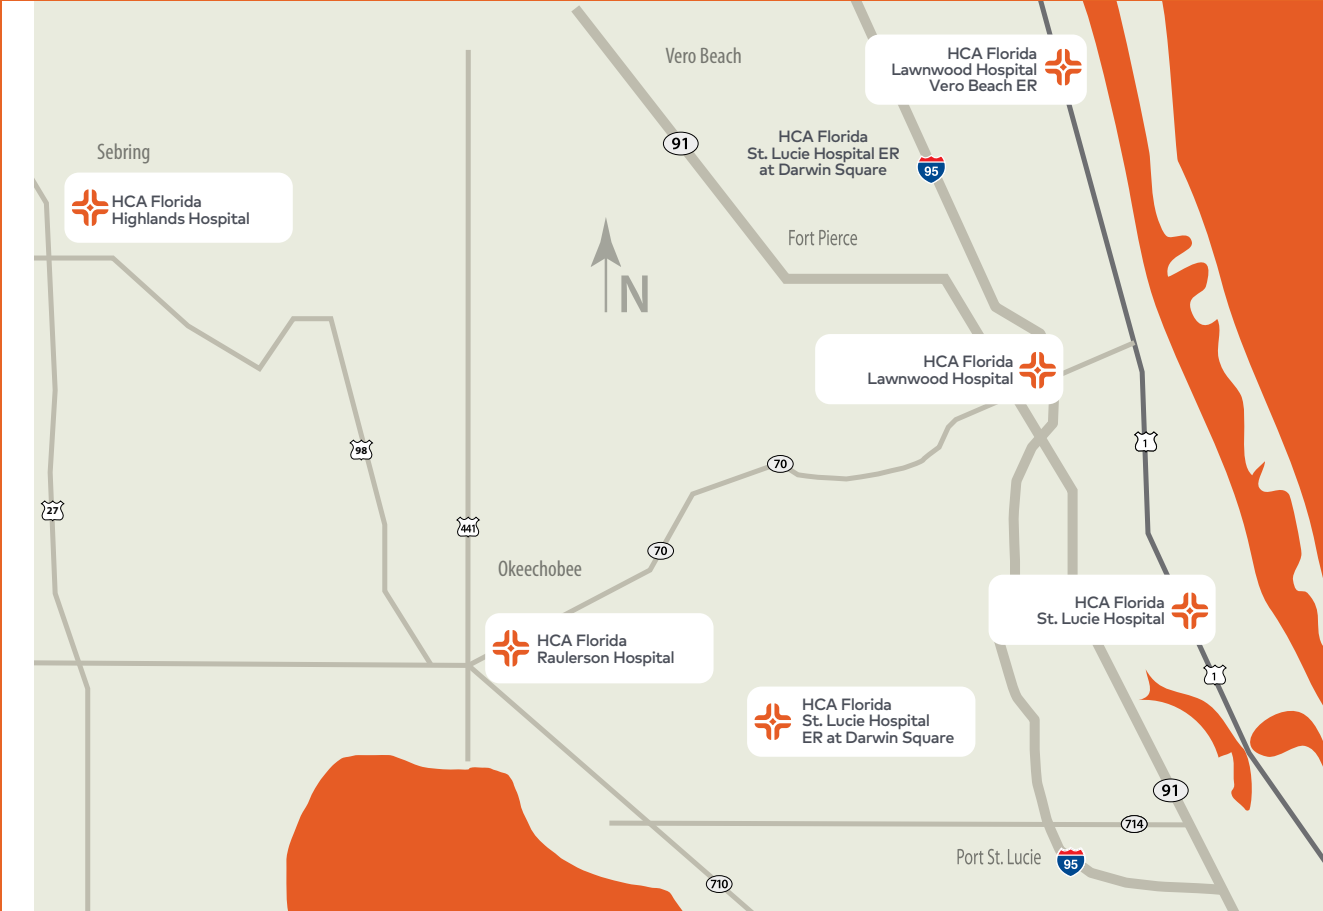 HCA Florida
Lawnwood Hospital
Vero Beach ER
Vero Beach
91
HCA Florida
St. Lucie Hospital ER
at Darwin Square
95
Sebring
HCA Florida
Highlands Hospital
Fort Pierce
N
HCA Florida
Lawnwood Hospital
98
70
1
27
441
70
Okeechobee
HCA Florida
St. Lucie Hospital
HCA Florida
Raulerson Hospital
1
HCA Florida
St. Lucie Hospital
ER at Darwin Square
91
714
Port St. Lucie
95
710